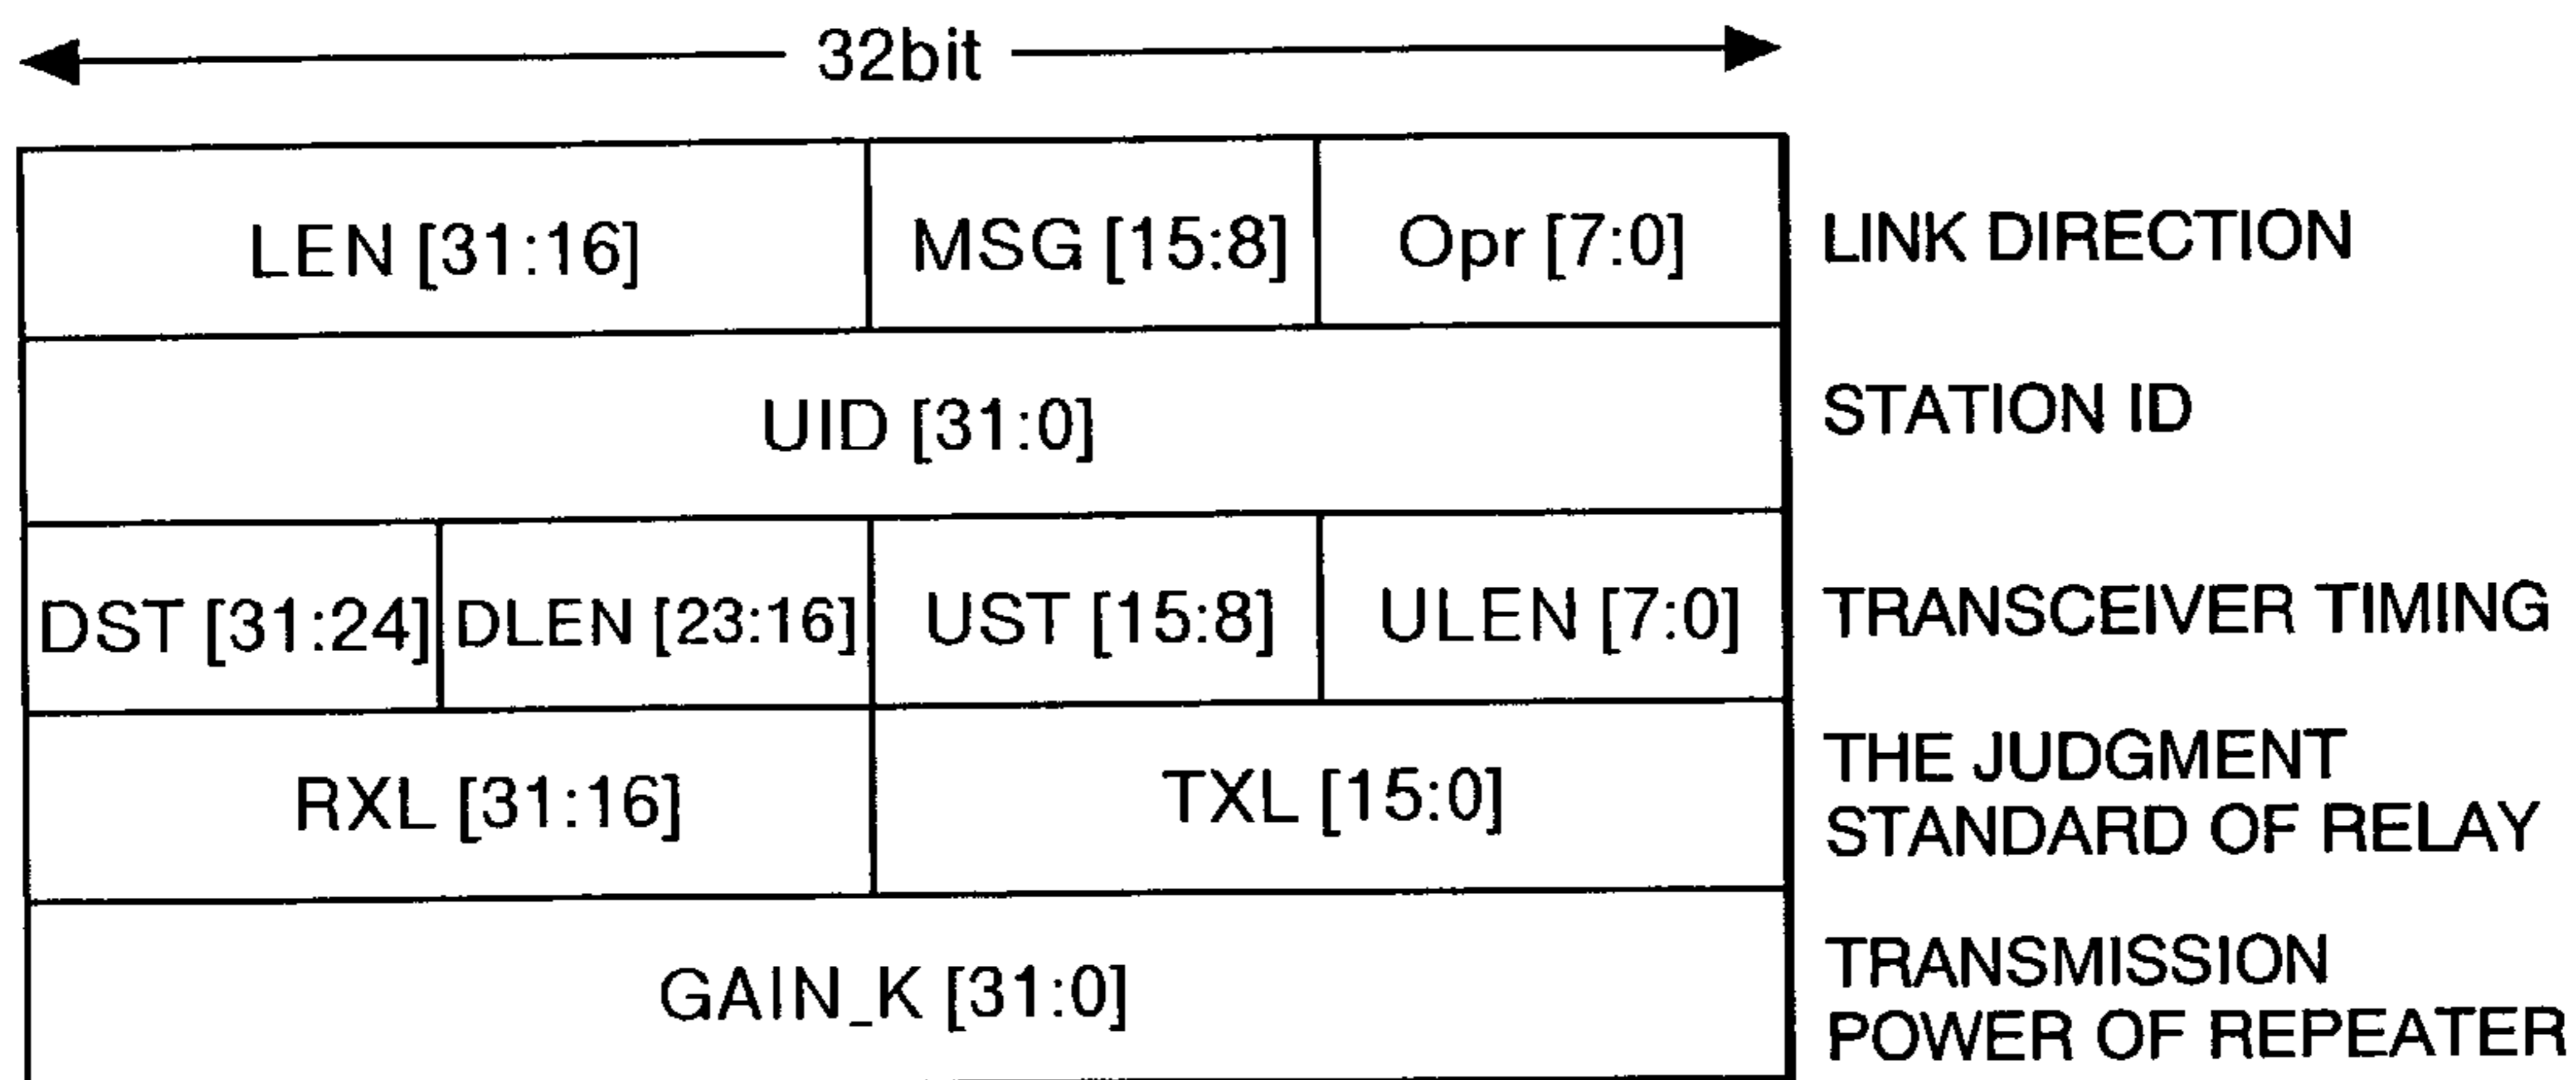 32bit
LEN [31:16] MSG [15:8] Opr [7:0] LINK DIRECTION
UID [31:0] STATION ID
DST [31:24] DLEN [23:16] UST [15:8] ULEN [7:0] TRANSCEIVER TIMING
RXL [31:16] TXL [15:0] THE JUDGMENT
STANDARD OF RELAY
GAIN_K [31:0] TRANSMISSION
POWER OF REPEATER